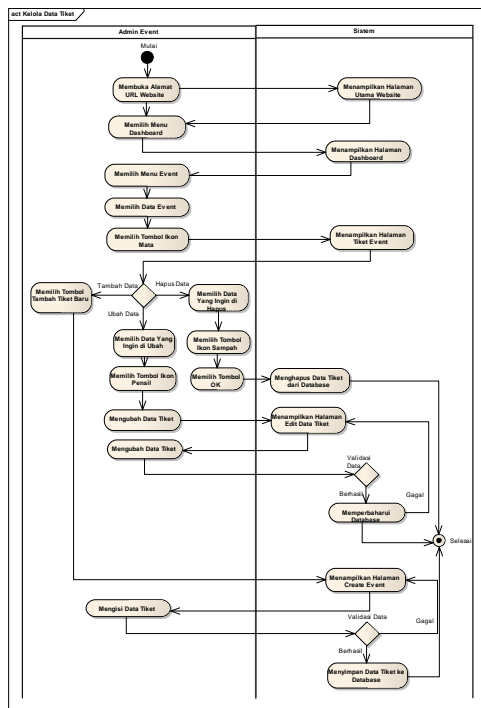 act Kelola Data Tiket
Admin Event
Sistem
Mulai
Membuka Alamat
URL Website
Menampilkan Halaman
Utama Website
Memilih Menu
Dashboard
Menampilkan Halaman
Dashboard
Memilih Menu Event
Memilih Data Event
Memilih Tombol Ikon
Mata
Menampilkan Halaman
Tiket Event
Memilih Tombol
Tambah Tiket Baru
Tambah Data
Hapus Data
Memilih Data
Yang Ingin di
Hapus
Ubah Data
Memilih Data Yang
Ingin di Ubah
Memilih Tombol
Ikon Sampah
Memilih Tombol Ikon
Pensil
Memilih Tombol
OK
Menghapus Data Tiket
dari Database
Mengubah Data Tiket
Menampilkan Halaman
Edit Data Tiket
Mengubah Data Tiket
Validasi
Data
Berhasil
Gagal
Memperbaharui
Database
Selesai
Menampilkan Halaman
Create Event
Mengisi Data Tiket
Validasi Data
Gagal
Berhasil
Menyimpan Data Tiket ke
Database